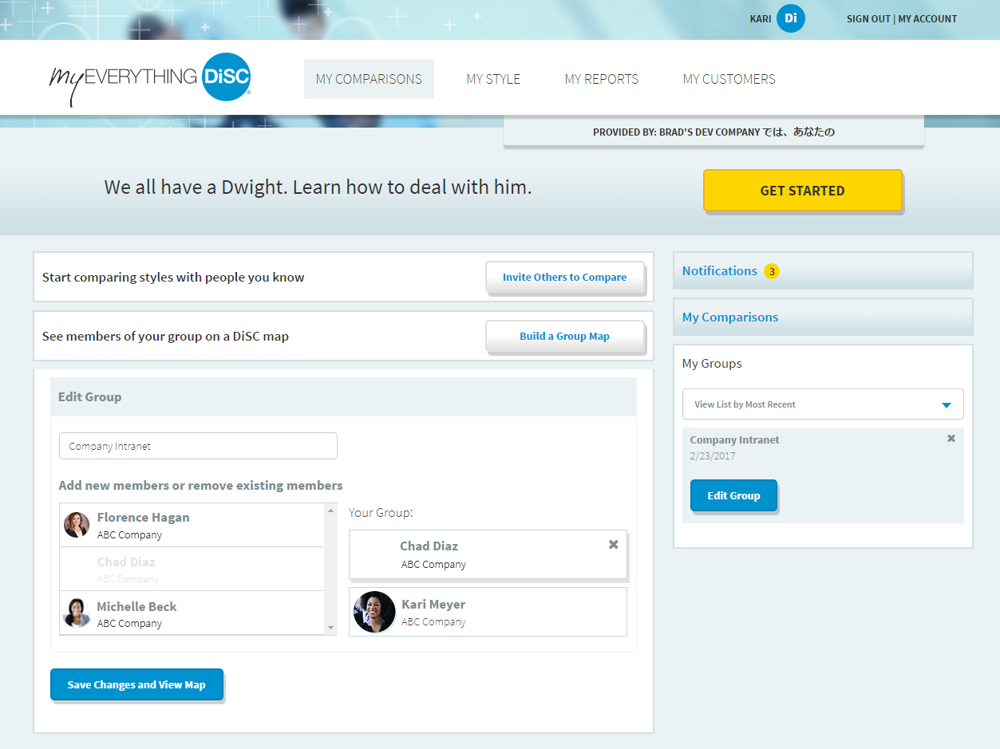 KARI Di SIGN OUT | MY ACCOUNT
my EVERYTHING DiSC®
MY COMPARISONS MY STYLE MY REPORTS MY CUSTOMERS
PROVIDED BY: BRAD'S DEV COMPANY では、あなたの
We all have a Dwight. Learn how to deal with him.
GET STARTED
Start comparing styles with people you know
Invite Others to Compare
See members of your group on a DiSC map
Build a Group Map
Edit Group
Company Intranet
Add new members or remove existing members
Florence Hagan
ABC Company
Chad Diaz
ABC Company
Michelle Beck
ABC Company
Your Group:
Chad Diaz
ABC Company
Kari Meyer
ABC Company
Save Changes and View Map
Notifications 3
My Comparisons
My Groups
View List by Most Recent
Company Intranet
2/23/2017
Edit Group